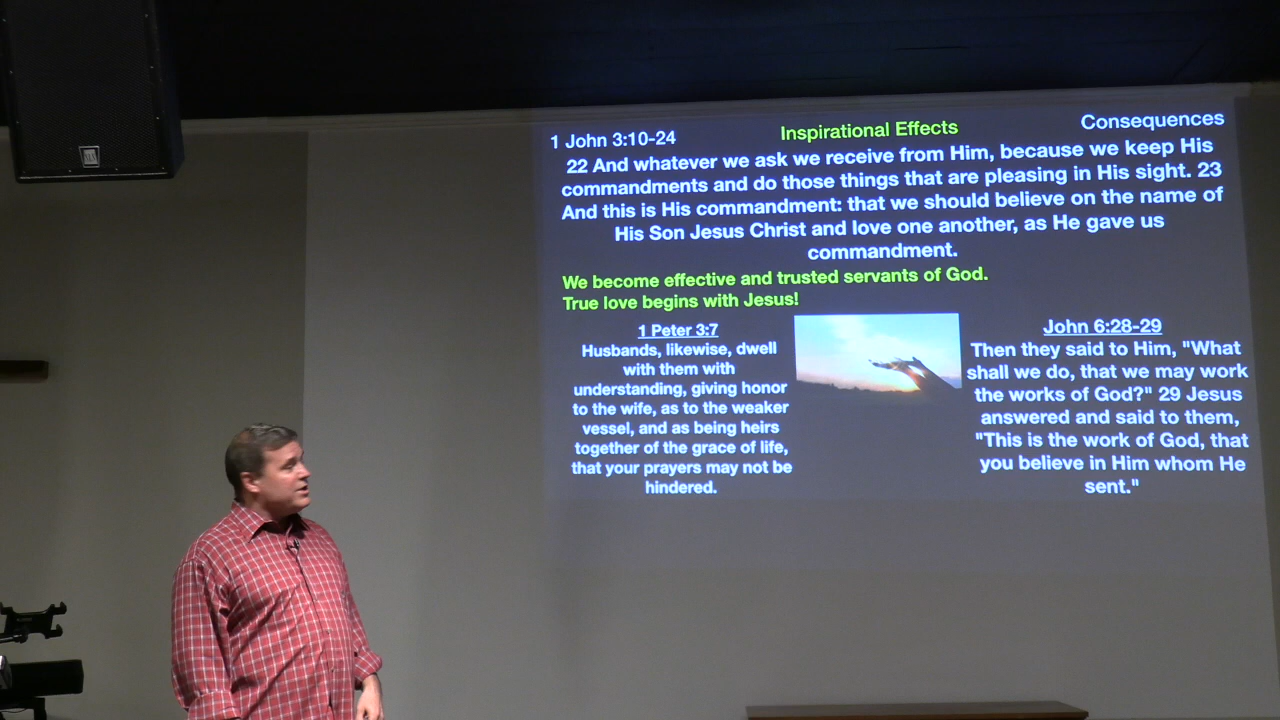 1 John 3:10-24
Inspirational Effects
Consequences
22 And whatever we ask we receive from Him, because we keep His
commandments and do those things that are pleasing in His sight. 23
And this is His commandment: that we should believe on the name of
His Son Jesus Christ and love one another, as He gave us
commandment.
We become effective and trusted servants of God.
True love begins with Jesus!
1 Peter 3:7
Husbands, likewise, dwell
with them with
understanding, giving honor
to the wife, as to the weaker
vessel, and as being heirs
together of the grace of life,
that your prayers may not be
hindered.
John 6:28-29
Then they said to Him, "What
shall we do, that we may work
the works of God?" 29 Jesus
answered and said to them,
"This is the work of God, that
you believe in Him whom He
sent."